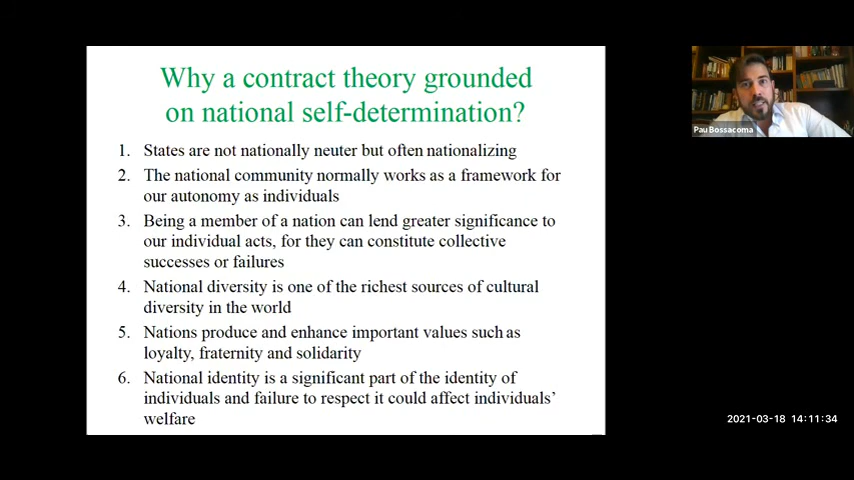 Why a contract theory grounded
on national self-determination?
1. States are not nationally neuter but often nationalizing
2. The national community normally works as a framework for
our autonomy as individuals
3. Being a member of a nation can lend greater significance to
our individual acts, for they can constitute collective
successes or failures
4. National diversity is one of the richest sources of cultural
diversity in the world
5. Nations produce and enhance important values such as
loyalty, fraternity and solidarity
6. National identity is a significant part of the identity of
individuals and failure to respect it could affect individuals’
welfare
Pau Bossacoma
2021-03-18 14:11:34